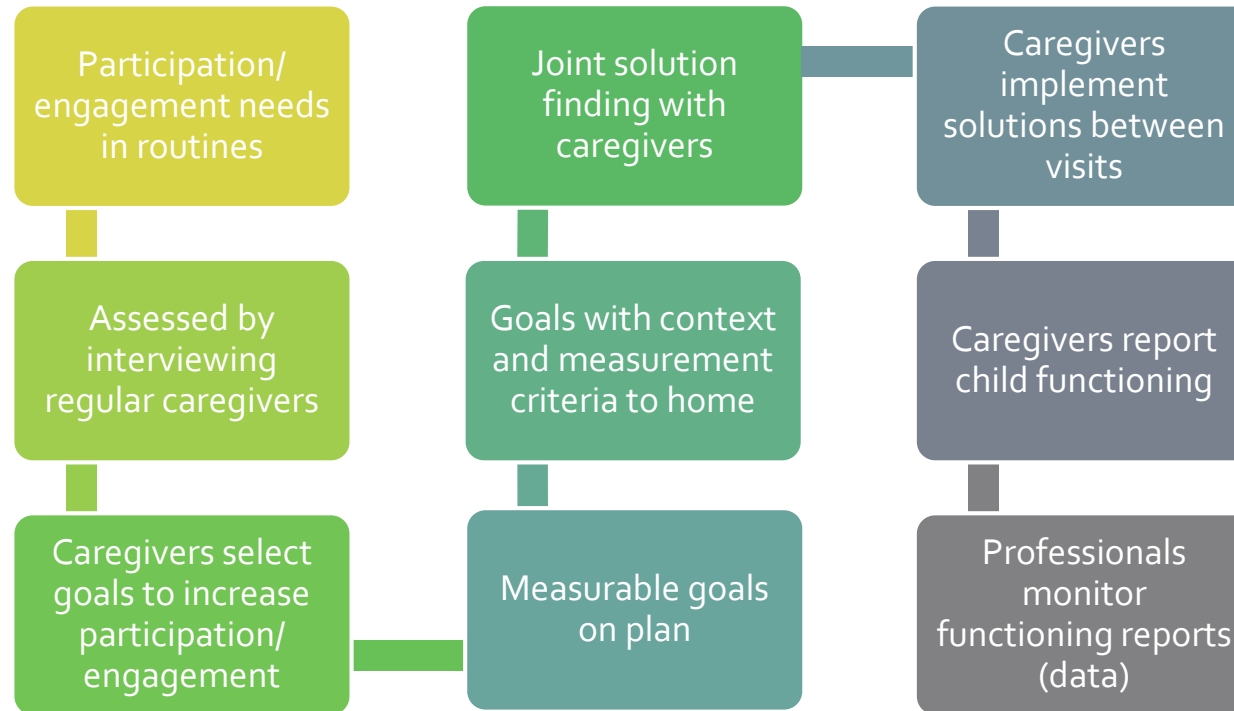 Participation/
engagement needs
in routines
Assessed by
interviewing
regular caregivers
Caregivers select
goals to increase
participation/
engagement
Measurable goals
on plan
Goals with context
and measurement
criteria to home
Joint solution
finding with
caregivers
Caregivers
implement
solutions between
visits
Caregivers report
child functioning
Professionals
monitor
functioning reports
(data)